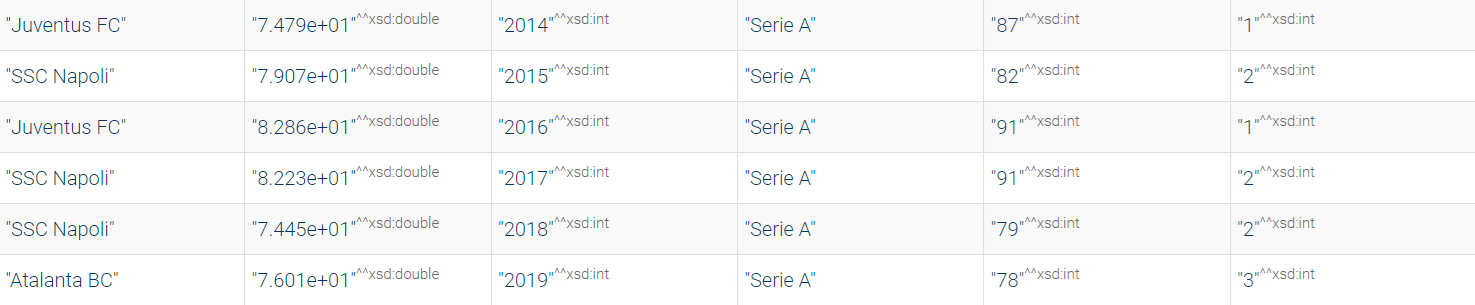 "Juventus FC" "7.479e+01"^^xsd:double "2014"^^xsd:int "Serie A" "87"^^xsd:int "1"^^xsd:int
"SSC Napoli" "7.907e+01"^^xsd:double "2015"^^xsd:int "Serie A" "82"^^xsd:int "2"^^xsd:int
"Juventus FC" "8.286e+01"^^xsd:double "2016"^^xsd:int "Serie A" "91"^^xsd:int "1"^^xsd:int
"SSC Napoli" "8.223e+01"^^xsd:double "2017"^^xsd:int "Serie A" "91"^^xsd:int "2"^^xsd:int
"SSC Napoli" "7.445e+01"^^xsd:double "2018"^^xsd:int "Serie A" "79"^^xsd:int "2"^^xsd:int
"Atalanta BC" "7.601e+01"^^xsd:double "2019"^^xsd:int "Serie A" "78"^^xsd:int "3"^^xsd:int